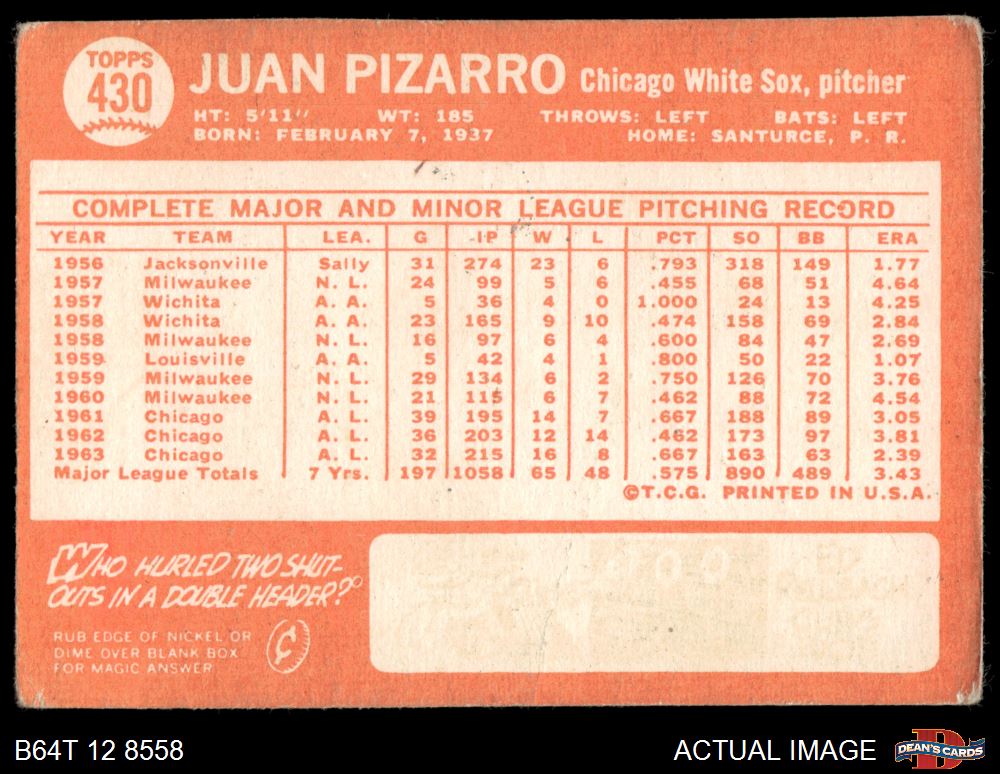 TOPPS
430
JUAN PIZARRO Chicago White Sox, pitcher
HT: 5'11'' WT: 185 THROWS: LEFT BATS: LEFT
BORN: FEBRUARY 7, 1937 HOME: SANTURCE, P. R.
COMPLETE MAJOR AND MINOR LEAGUE PITCHING RECORD
YEAR TEAM LEA. G IP W L PCT SO BB ERA
1956 Jacksonville Sally 31 274 23 6 .793 318 149 1.77
1957 Milwaukee N. L. 24 99 5 6 .455 68 51 4.64
1957 Wichita A. A. 5 36 4 0 1.000 24 13 4.25
1958 Wichita A. A. 23 165 9 10 .474 158 69 2.84
1958 Milwaukee N. L. 16 97 6 4 .600 84 47 2.69
1959 Louisville A. A. 5 42 4 1 .800 50 22 1.07
1959 Milwaukee N. L. 29 134 6 2 .750 126 70 3.76
1960 Milwaukee N. L. 21 115 6 7 .462 88 72 4.54
1961 Chicago A. L. 39 195 14 7 .667 188 89 3.05
1962 Chicago A. L. 36 203 12 14 .462 173 97 3.81
1963 Chicago A. L. 32 215 16 8 .667 163 63 2.39
Major League Totals 7 Yrs. 197 1058 65 48 .575 890 489 3.43
©T.C.G. PRINTED IN U.S.A.
WHO HURLED TWO SHUT-
OUTS IN A DOUBLE HEADER?
RUB EDGE OF NICKEL OR
DIME OVER BLANK BOX
FOR MAGIC ANSWER
¢
B64T 12 8558
ACTUAL IMAGE
DEAN'S CARDS